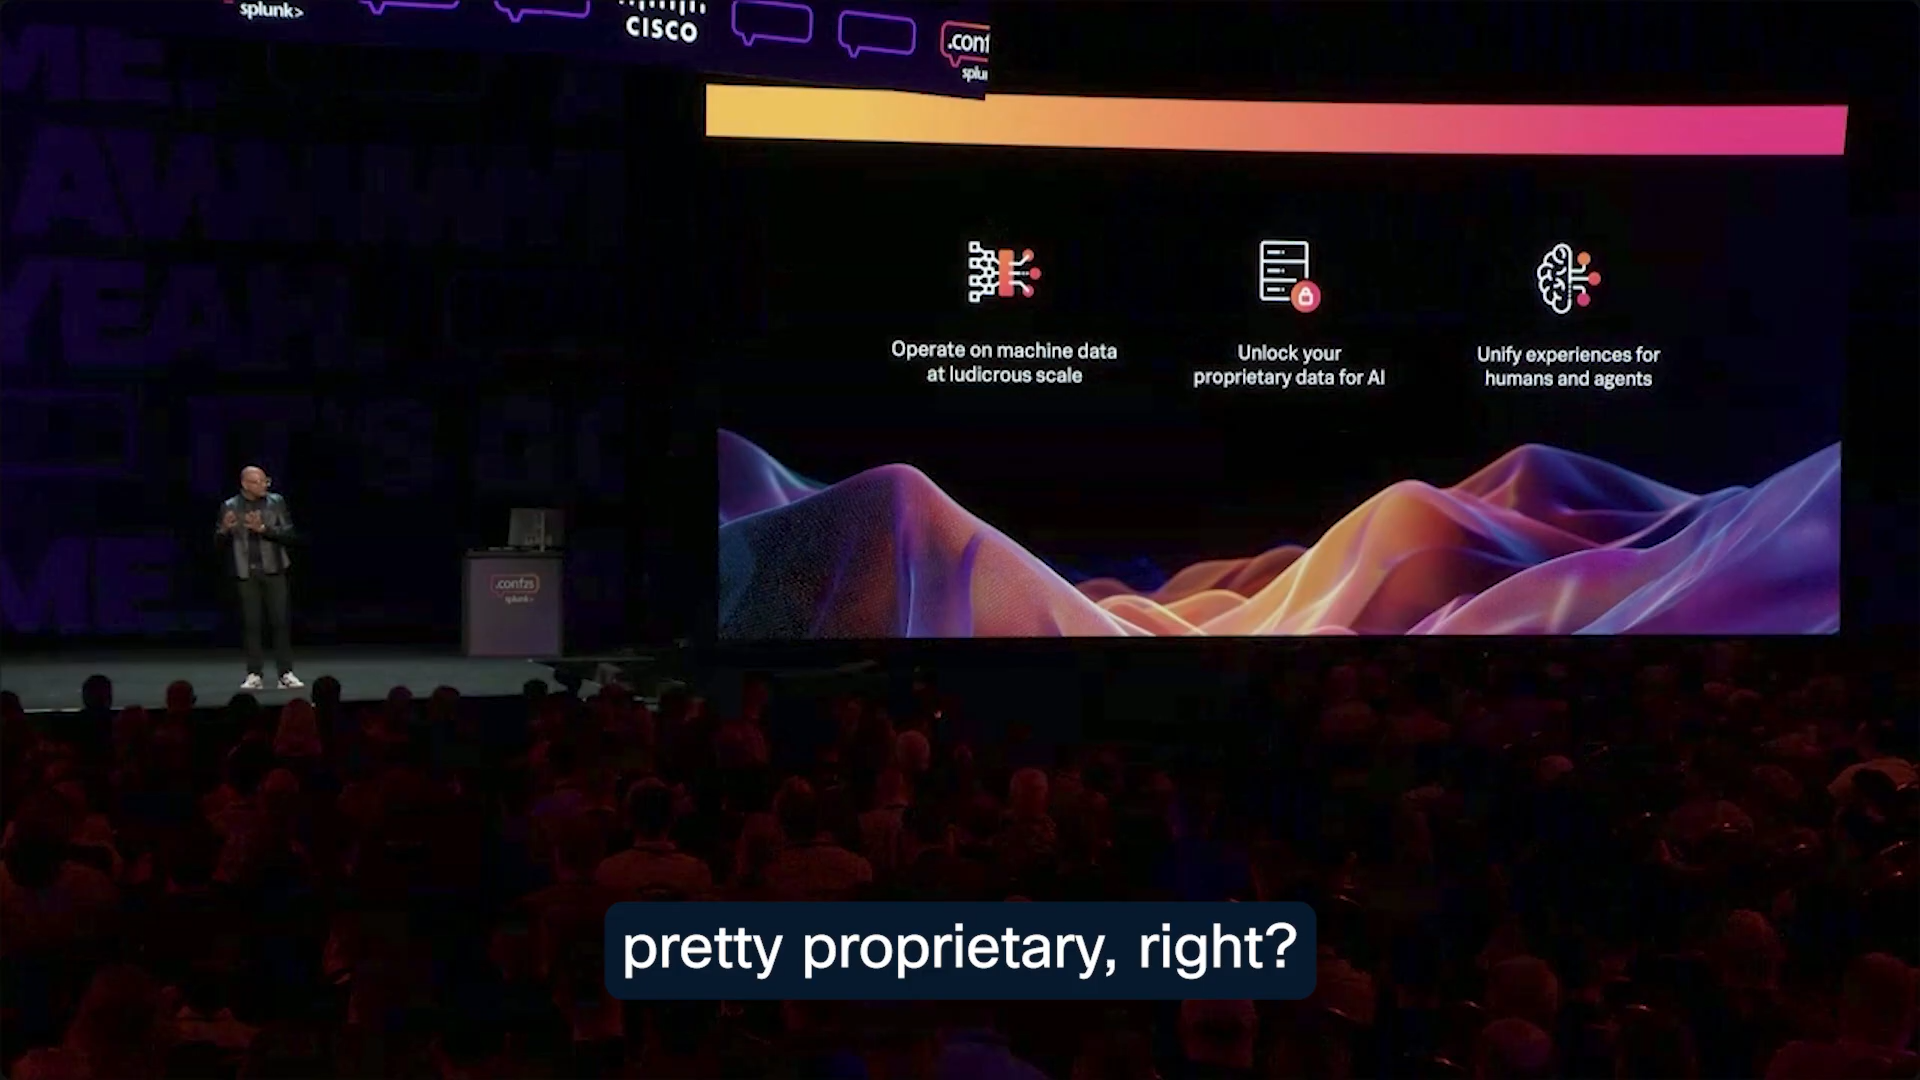 splunk>
CISCO
.conf
splu
Operate on machine data
at ludicrous scale
Unlock your
proprietary data for AI
Unify experiences for
humans and agents
.conf25
splunk>
pretty proprietary, right?